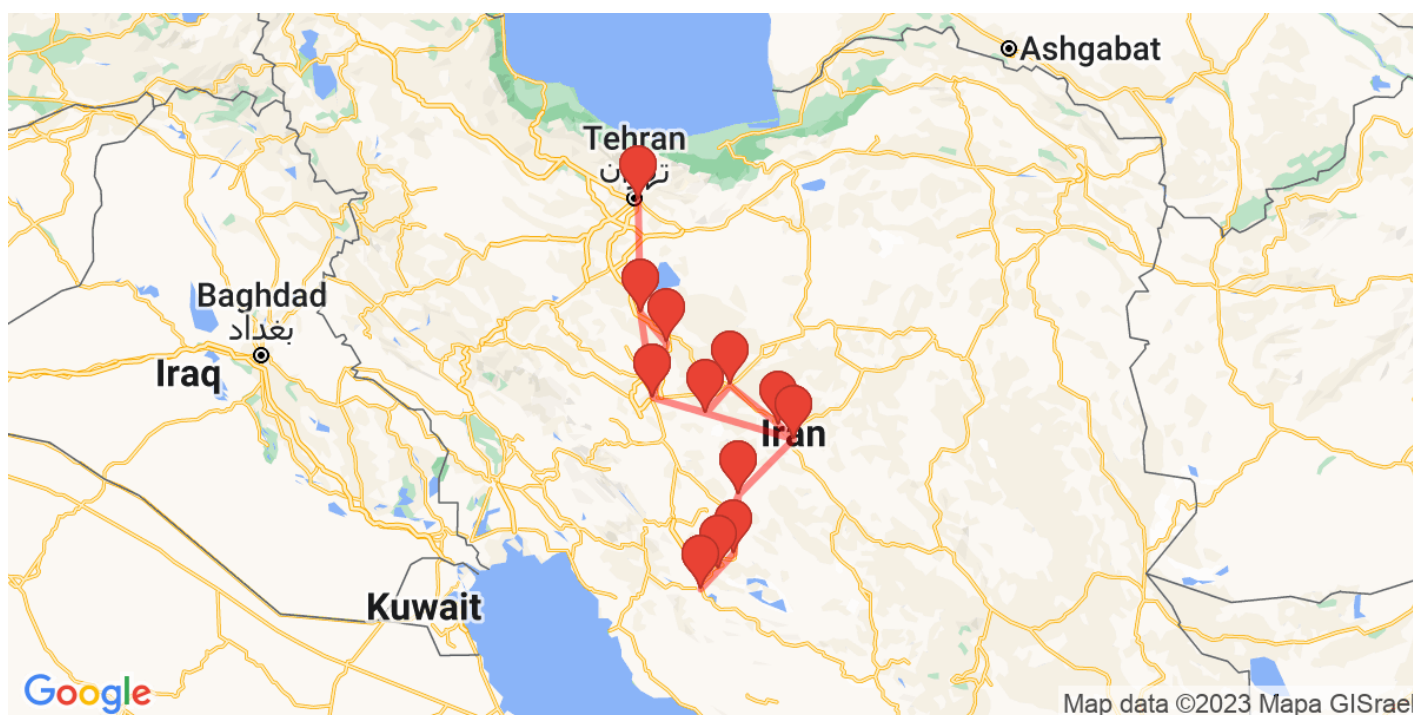 Ashgabat
Tehran
تهران
Baghdad
بغداد
Iraq
Iran
Kuwait
Google
Map data ©2023 Mapa GISrael